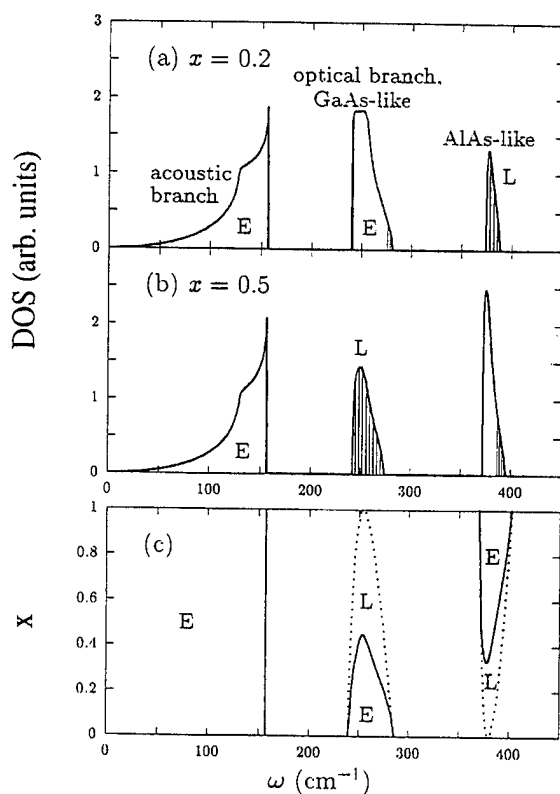 3
(a) x = 0.2
optical branch,
GaAs-like
AlAs-like
2
acoustic
branch
L
1
E
E
0
DOS (arb. units)
(b) x = 0.5
2
L
1
E
0
0
100
200
300
400
1
(c)
E
0.8
L
0.6
E
0.4
L
0.2
E
0
X
0
100
200
300
400
ω (cm⁻¹)